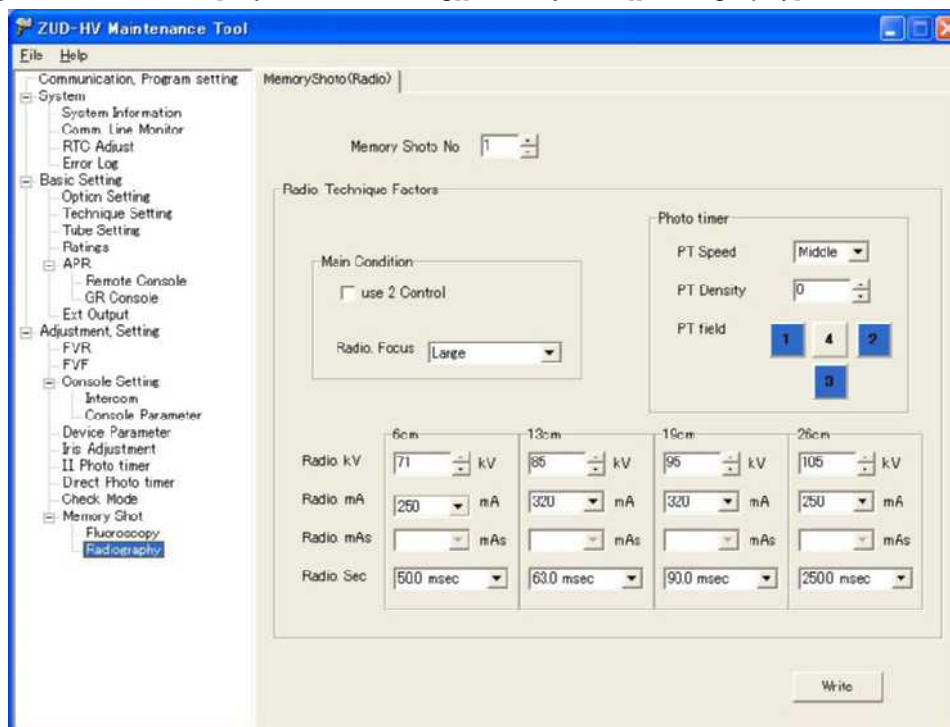 ZUD-HV Maintenance Tool
File Help
Communication, Program setting
System
System Information
Comm. Line Monitor
RTC Adjust
Error Log
Basic Setting
Option Setting
Technique Setting
Tube Setting
Ratings
APR
Remote Console
GR Console
Ext Output
Adjustment, Setting
FVR
FVF
Console Setting
Intercom
Console Parameter
Device Parameter
Iris Adjustment
II Photo timer
Direct Photo timer
Check Mode
Memory Shot
Fluoroscopy
Radiography
MemoryShoto(Radio)
Memory Shoto No 1
Radio Technique Factors
Main Condition
use 2 Control
Radio. Focus Large
Photo timer
PT Speed Middle
PT Density 0
PT field
1 4 2
3
6cm 13cm 19cm 26cm
Radio kV 71 kV 85 kV 95 kV 105 kV
Radio mA 250 mA 320 mA 320 mA 250 mA
Radio mAs mAs mAs mAs mAs
Radio. Sec 50.0 msec 63.0 msec 90.0 msec 250.0 msec
Write